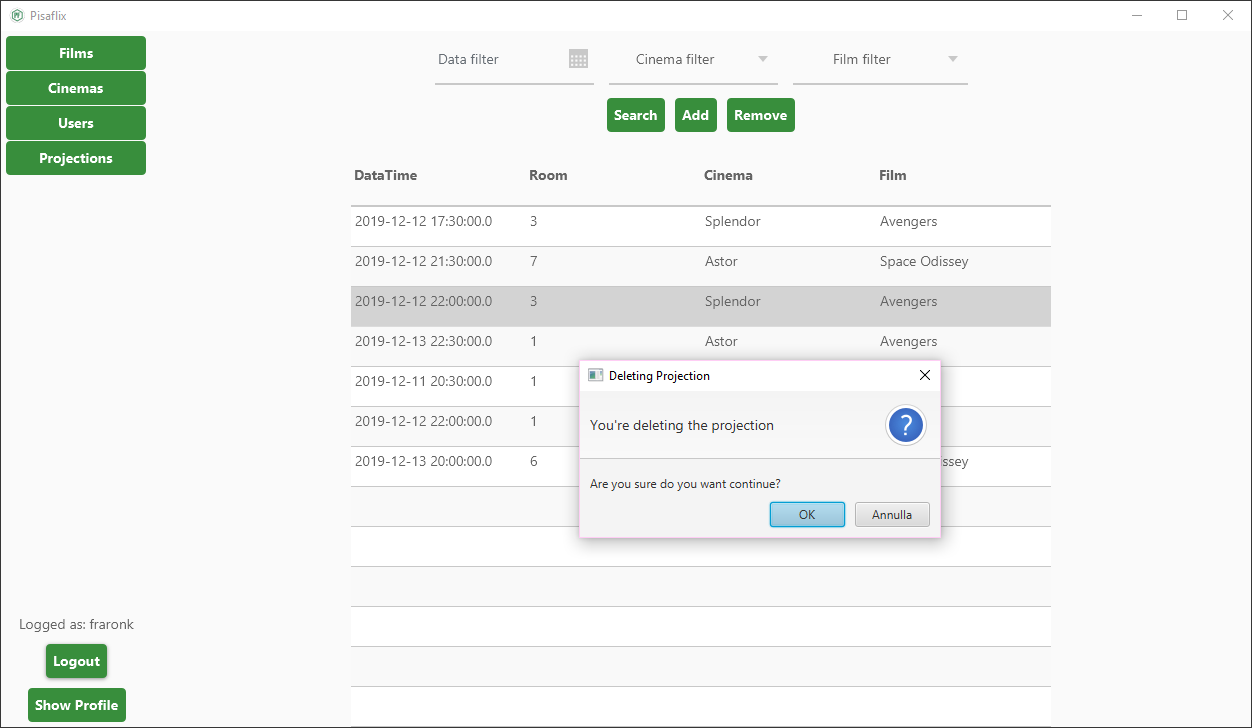 Pisaflix
Films
Cinemas
Users
Projections
Data filter Cinema filter Film filter
Search Add Remove
DataTime Room Cinema Film
2019-12-12 17:30:00.0 3 Splendor Avengers
2019-12-12 21:30:00.0 7 Astor Space Odissey
2019-12-12 22:00:00.0 3 Splendor Avengers
2019-12-13 22:30:00.0 1 Astor Avengers
2019-12-11 20:30:00.0 1
2019-12-12 22:00:00.0 1
2019-12-13 20:00:00.0 6
Deleting Projection
You're deleting the projection
?
Are you sure do you want continue?
OK Annulla
Logged as: fraronk
Logout
Show Profile